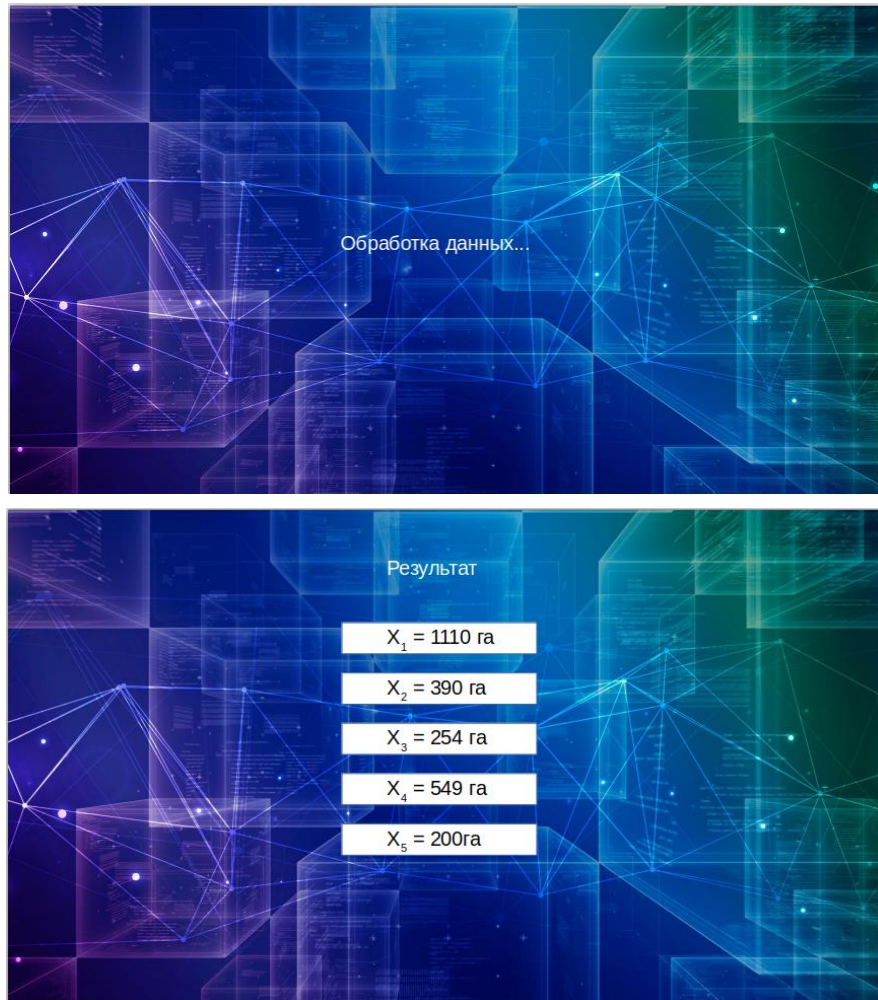 Обработка данных...
Результат
X₁ = 1110 га
X₂ = 390 га
X₃ = 254 га
X₄ = 549 га
X₅ = 200га